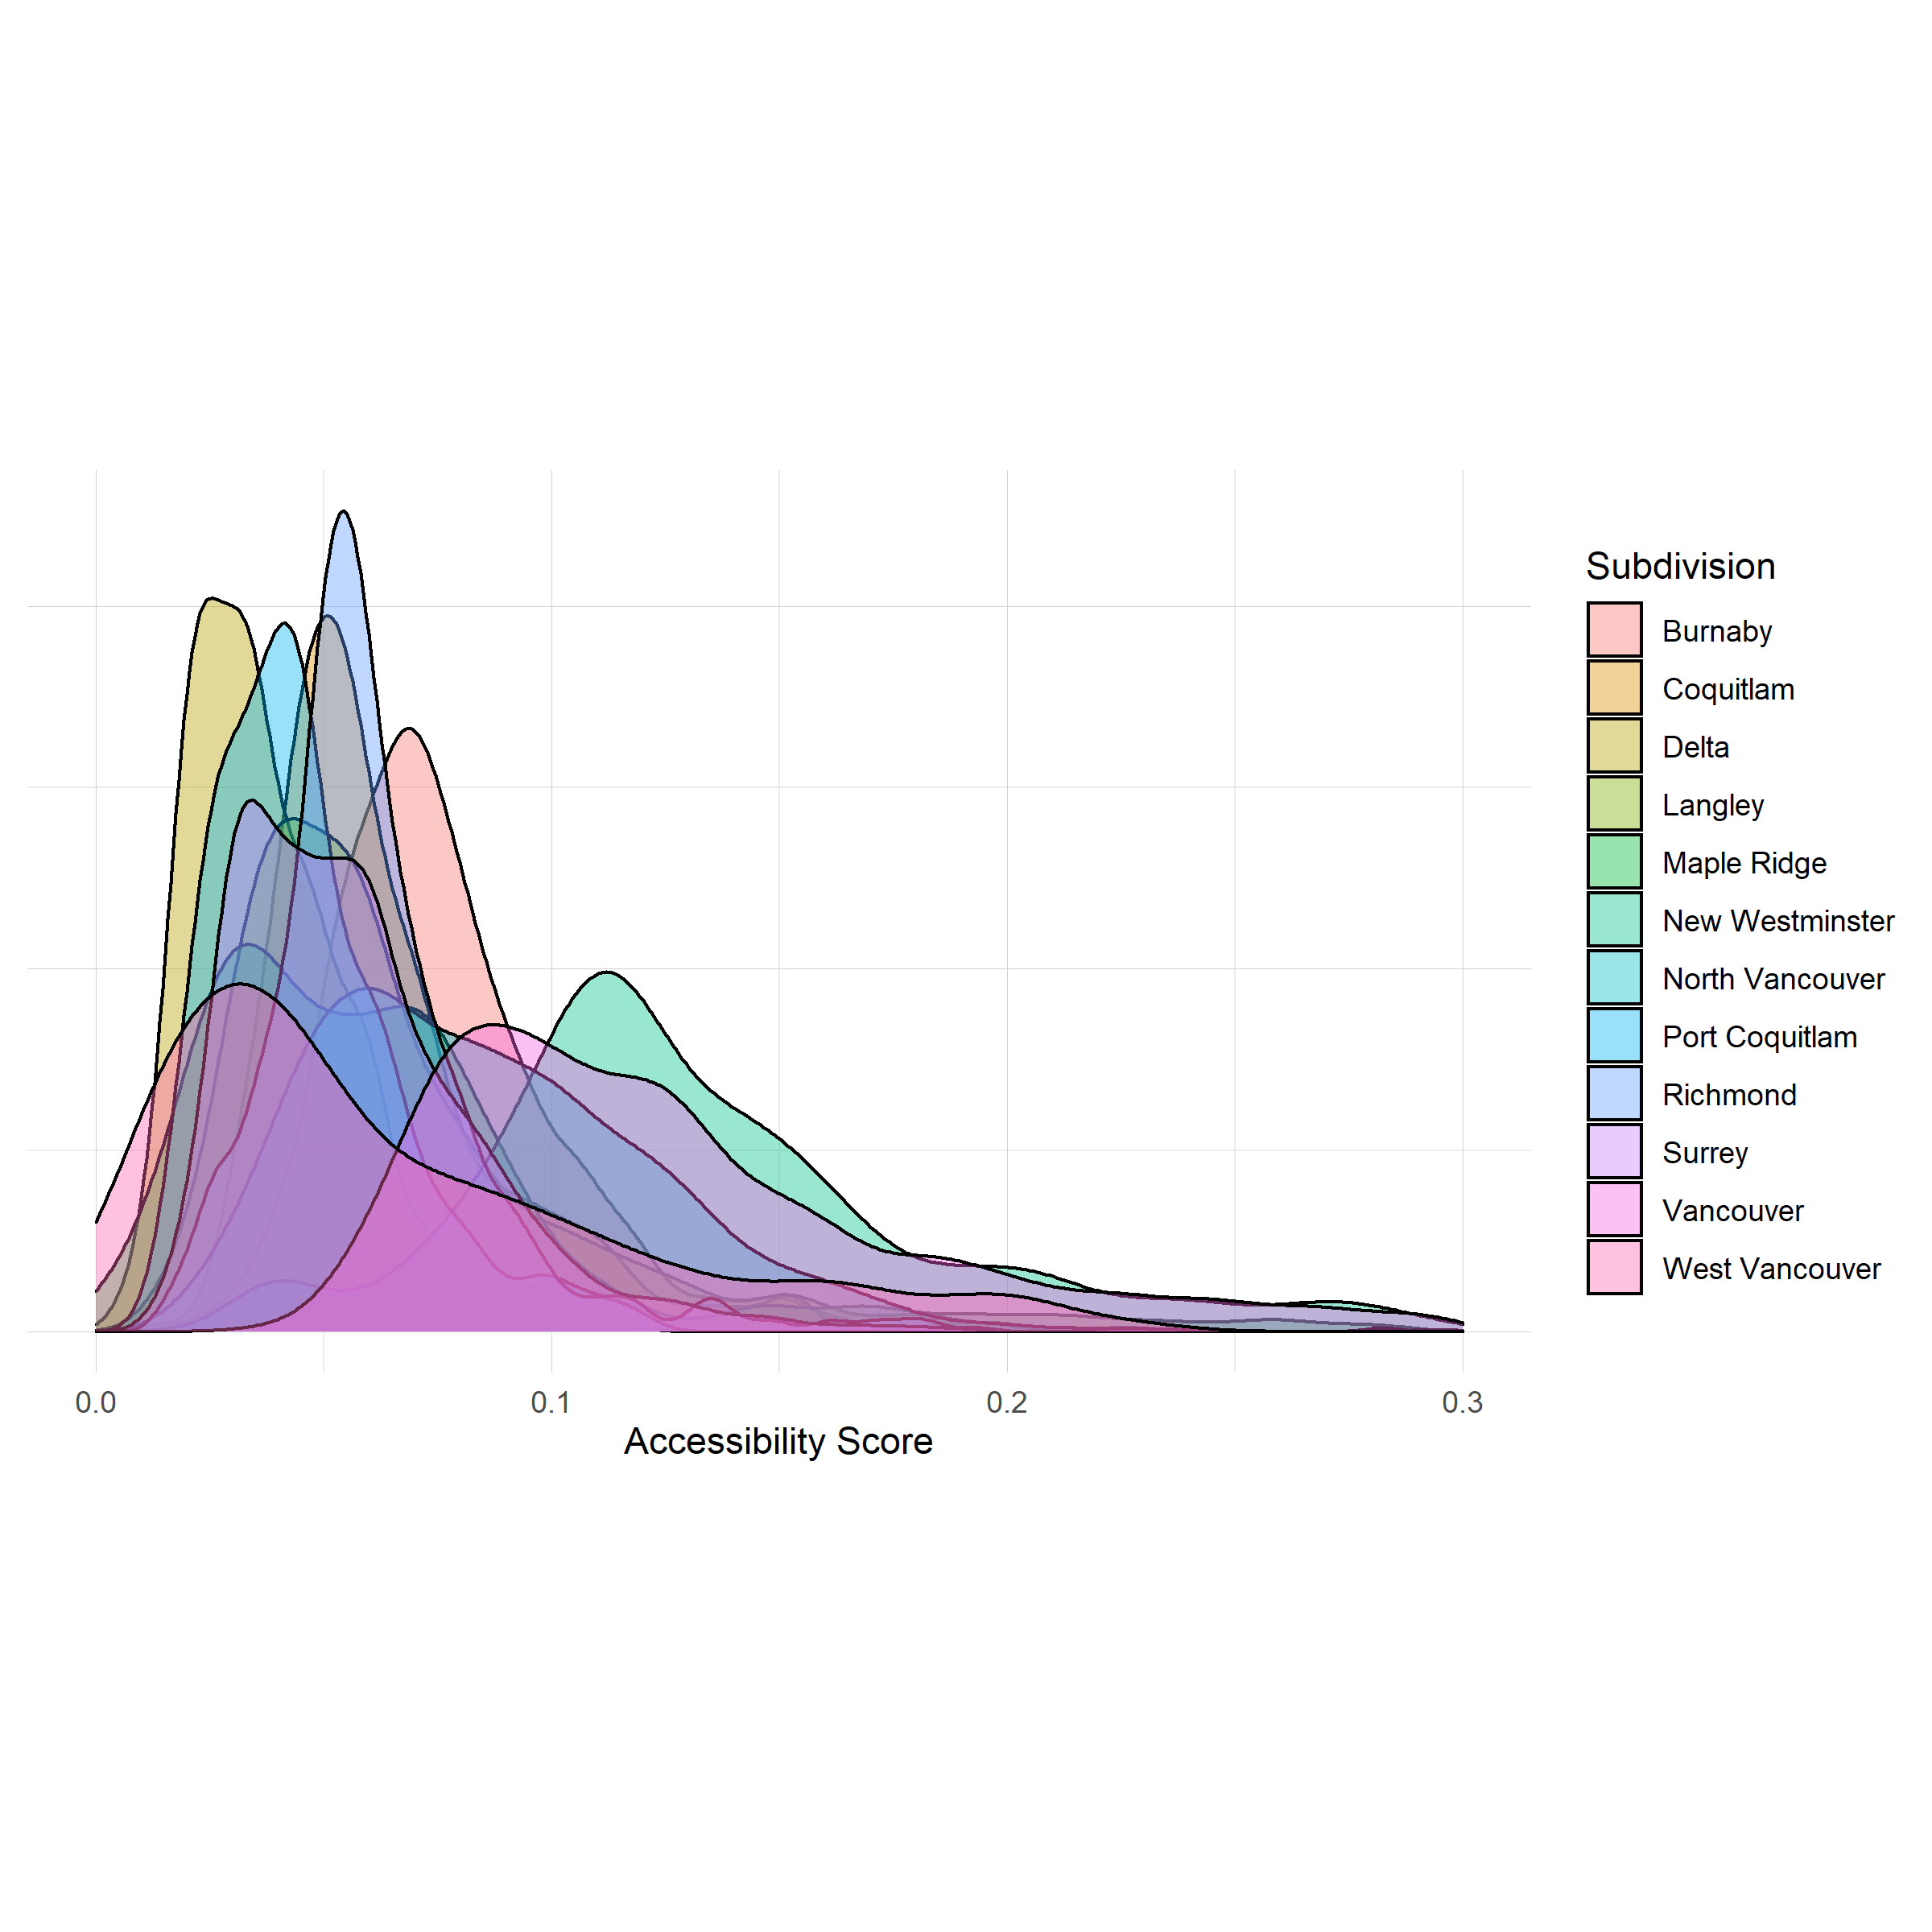 Subdivision
Burnaby
Coquitlam
Delta
Langley
Maple Ridge
New Westminster
North Vancouver
Port Coquitlam
Richmond
Surrey
Vancouver
West Vancouver
0.0 0.1 0.2 0.3
Accessibility Score